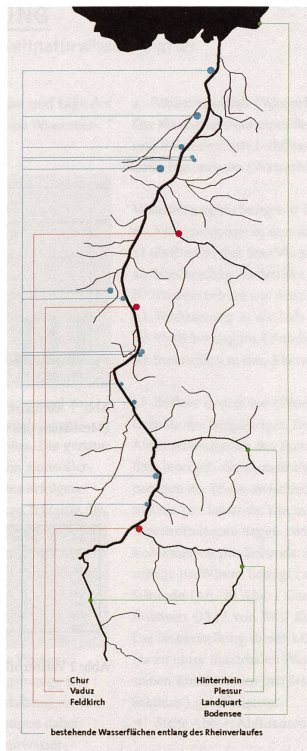 Chur
Vaduz
Feldkirch
Hinterrhein
Plessur
Landquart
Bodensee
bestehende Wasserflächen entlang des Rheinverlaufes